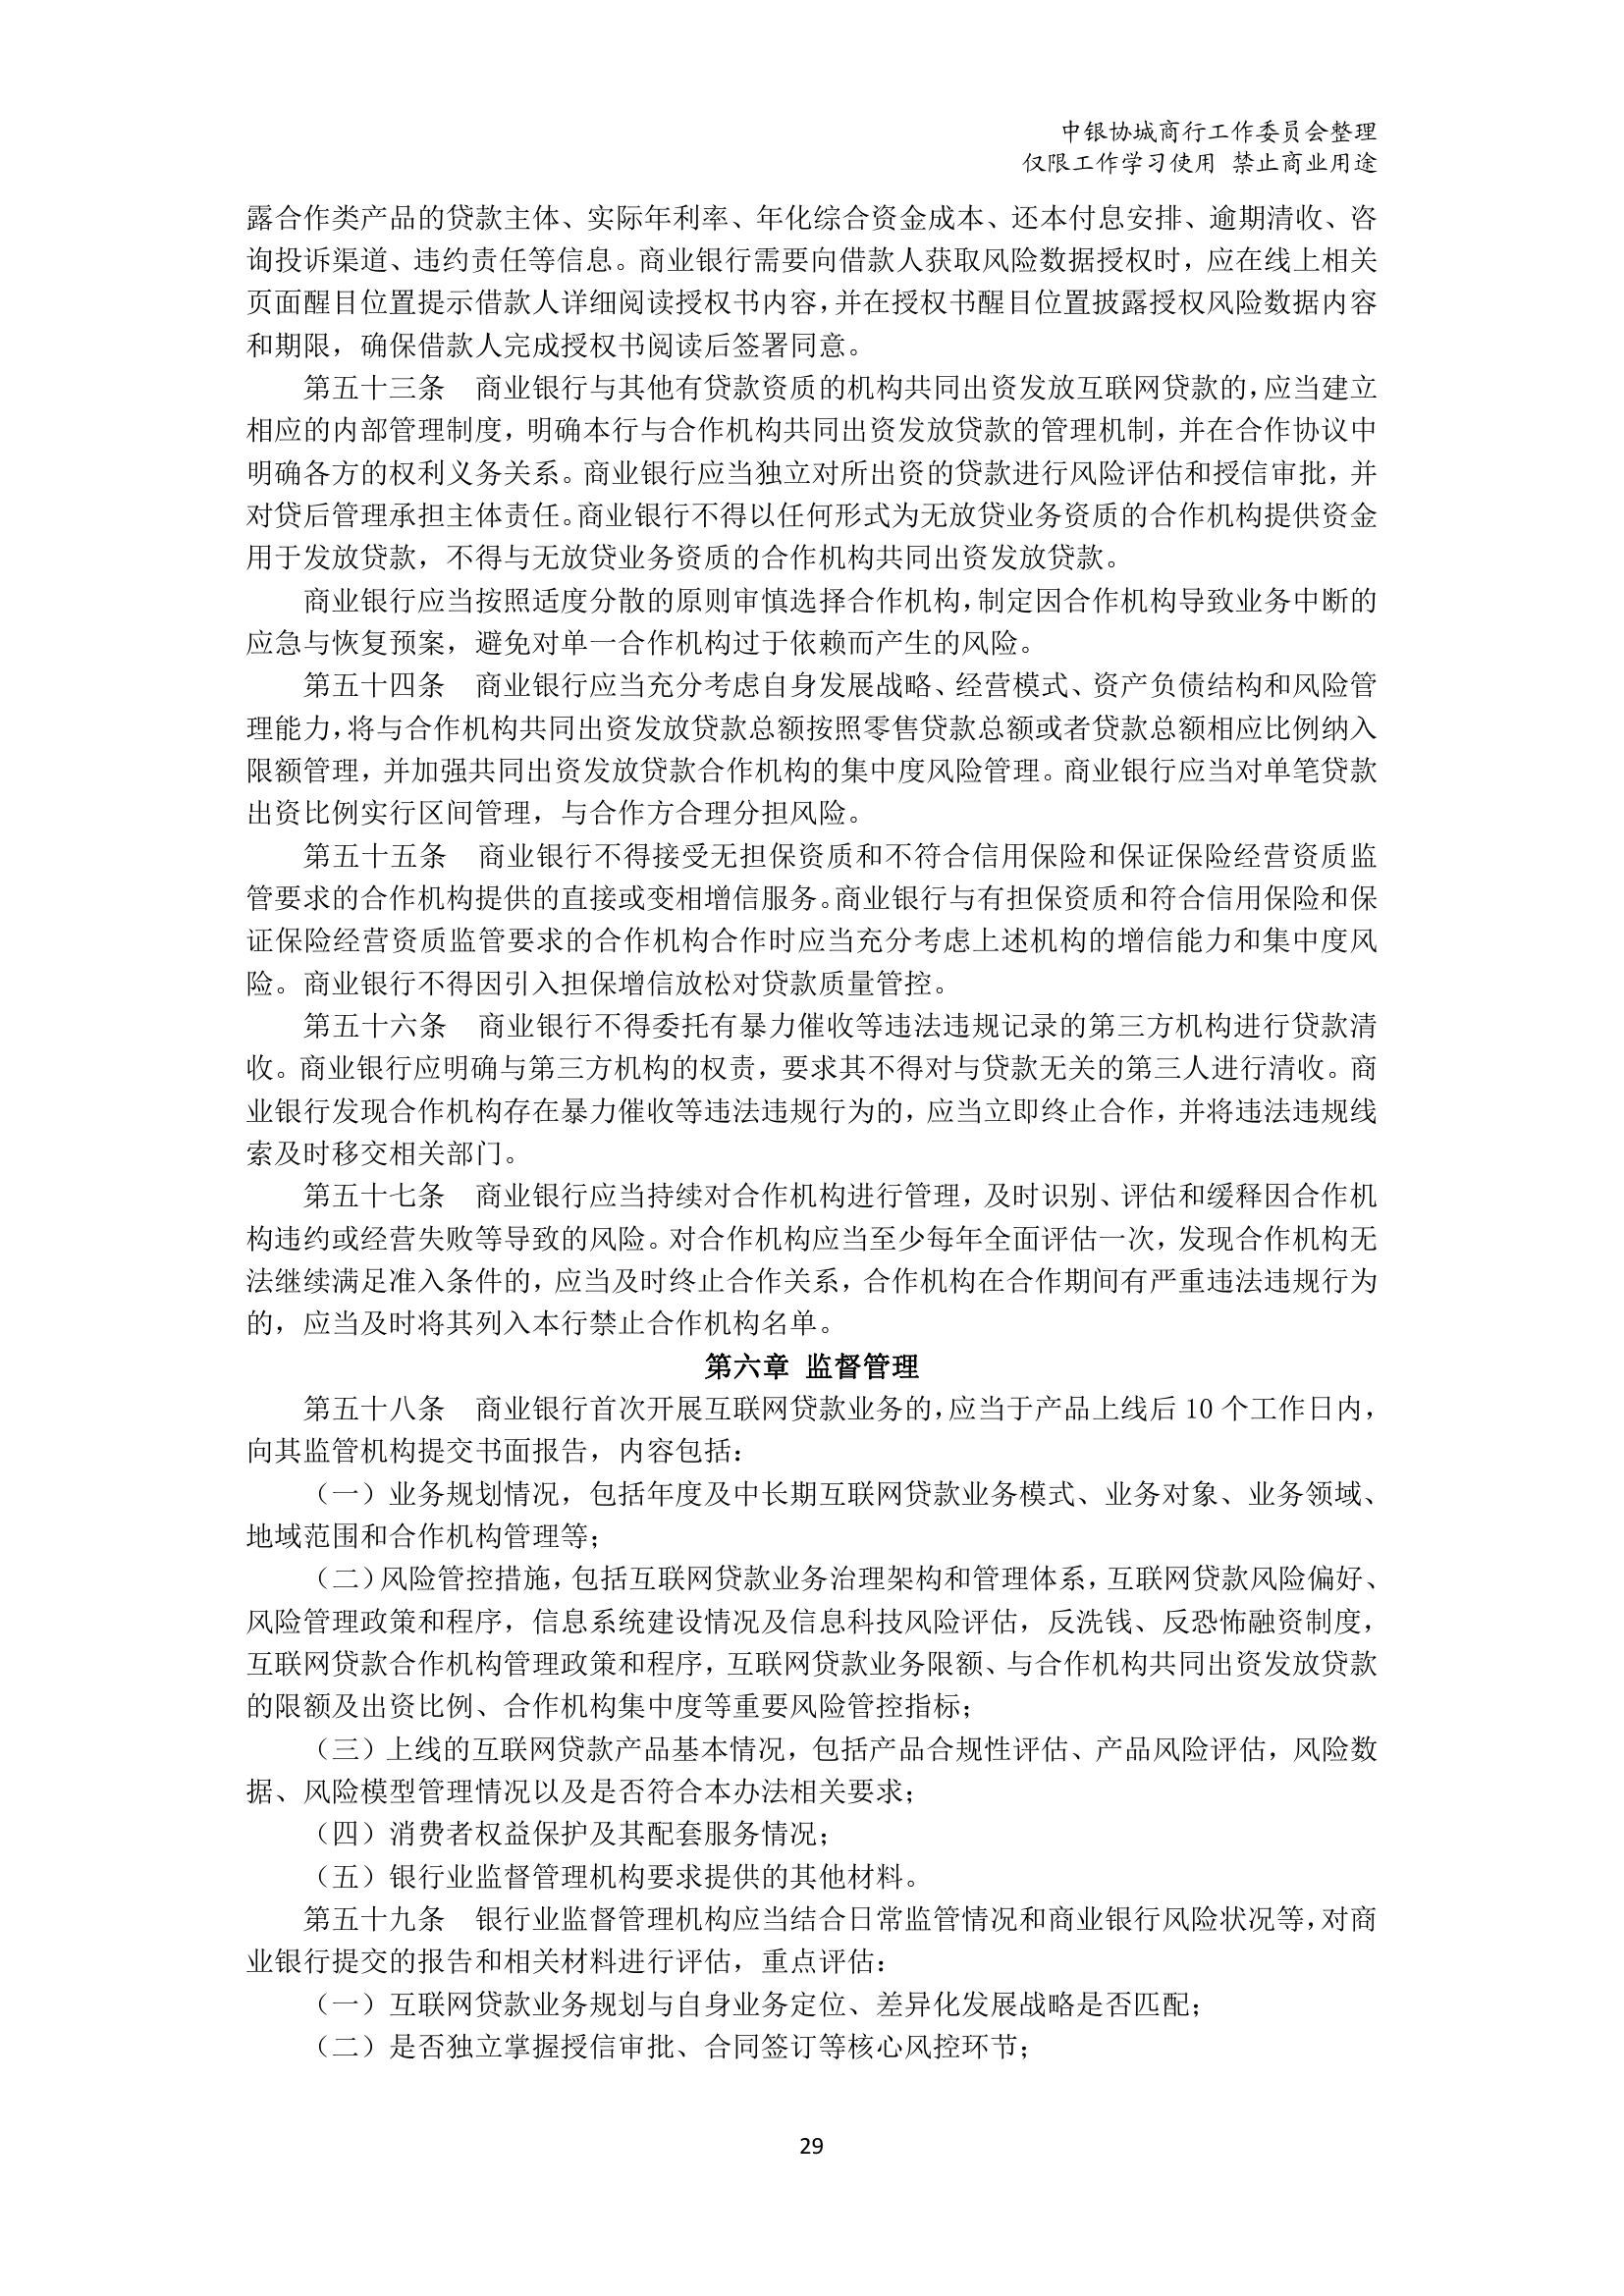 中银协城商行工作委员会整理
仅限工作学习使用 禁止商业用途
露合作类产品的贷款主体、实际年利率、年化综合资金成本、还本付息安排、逾期清收、咨
询投诉渠道、违约责任等信息。商业银行需要向借款人获取风险数据授权时，应在线上相关
页面醒目位置提示借款人详细阅读授权书内容，并在授权书醒目位置披露授权风险数据内容
和期限，确保借款人完成授权书阅读后签署同意。
第五十三条　商业银行与其他有贷款资质的机构共同出资发放互联网贷款的，应当建立
相应的内部管理制度，明确本行与合作机构共同出资发放贷款的管理机制，并在合作协议中
明确各方的权利义务关系。商业银行应当独立对所出资的贷款进行风险评估和授信审批，并
对贷后管理承担主体责任。商业银行不得以任何形式为无放贷业务资质的合作机构提供资金
用于发放贷款，不得与无放贷业务资质的合作机构共同出资发放贷款。
商业银行应当按照适度分散的原则审慎选择合作机构，制定因合作机构导致业务中断的
应急与恢复预案，避免对单一合作机构过于依赖而产生的风险。
第五十四条　商业银行应当充分考虑自身发展战略、经营模式、资产负债结构和风险管
理能力，将与合作机构共同出资发放贷款总额按照零售贷款总额或者贷款总额相应比例纳入
限额管理，并加强共同出资发放贷款合作机构的集中度风险管理。商业银行应当对单笔贷款
出资比例实行区间管理，与合作方合理分担风险。
第五十五条　商业银行不得接受无担保资质和不符合信用保险和保证保险经营资质监
管要求的合作机构提供的直接或变相增信服务。商业银行与有担保资质和符合信用保险和保
证保险经营资质监管要求的合作机构合作时应当充分考虑上述机构的增信能力和集中度风
险。商业银行不得因引入担保增信放松对贷款质量管控。
第五十六条　商业银行不得委托有暴力催收等违法违规记录的第三方机构进行贷款清
收。商业银行应明确与第三方机构的权责，要求其不得对与贷款无关的第三人进行清收。商
业银行发现合作机构存在暴力催收等违法违规行为的，应当立即终止合作，并将违法违规线
索及时移交相关部门。
第五十七条　商业银行应当持续对合作机构进行管理，及时识别、评估和缓释因合作机
构违约或经营失败等导致的风险。对合作机构应当至少每年全面评估一次，发现合作机构无
法继续满足准入条件的，应当及时终止合作关系，合作机构在合作期间有严重违法违规行为
的，应当及时将其列入本行禁止合作机构名单。
第六章 监督管理
第五十八条　商业银行首次开展互联网贷款业务的，应当于产品上线后 10 个工作日内，
向其监管机构提交书面报告，内容包括：
（一）业务规划情况，包括年度及中长期互联网贷款业务模式、业务对象、业务领域、
地域范围和合作机构管理等；
（二）风险管控措施，包括互联网贷款业务治理架构和管理体系，互联网贷款风险偏好、
风险管理政策和程序，信息系统建设情况及信息科技风险评估，反洗钱、反恐怖融资制度，
互联网贷款合作机构管理政策和程序，互联网贷款业务限额、与合作机构共同出资发放贷款
的限额及出资比例、合作机构集中度等重要风险管控指标；
（三）上线的互联网贷款产品基本情况，包括产品合规性评估、产品风险评估，风险数
据、风险模型管理情况以及是否符合本办法相关要求；
（四）消费者权益保护及其配套服务情况；
（五）银行业监督管理机构要求提供的其他材料。
第五十九条　银行业监督管理机构应当结合日常监管情况和商业银行风险状况等，对商
业银行提交的报告和相关材料进行评估，重点评估：
（一）互联网贷款业务规划与自身业务定位、差异化发展战略是否匹配；
（二）是否独立掌握授信审批、合同签订等核心风控环节；
29